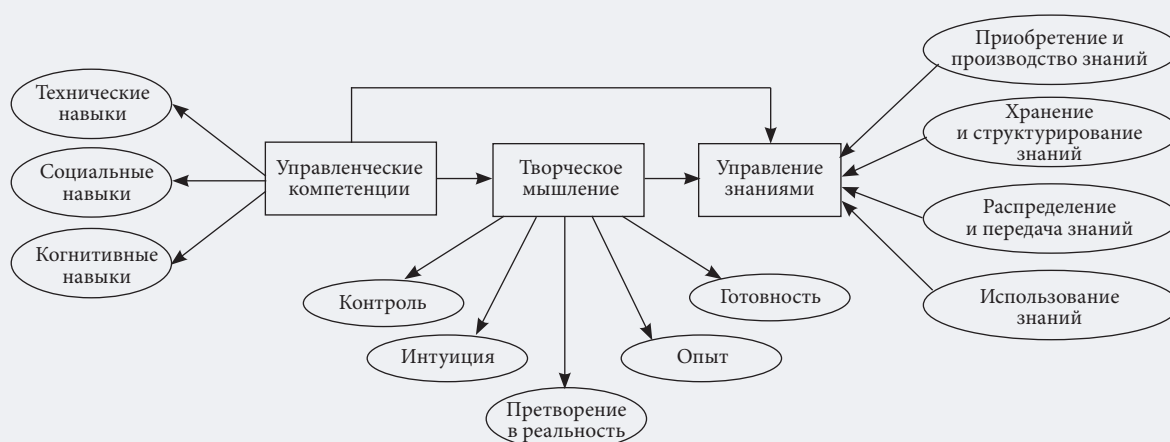 Технические
навыки
Социальные
навыки
Когнитивные
навыки
Управленческие
компетенции
Творческое
мышление
Управление
знаниями
Контроль
Интуиция
Претворение
в реальность
Опыт
Готовность
Приобретение и
производство знаний
Хранение
и структурирование
знаний
Распределение
и передача знаний
Использование
знаний